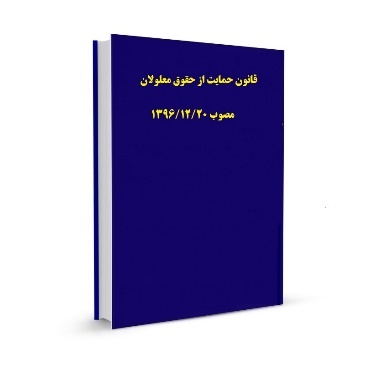 قانون حمایت از حقوق معلولان
مصوب ۱۳۹۶/۱۲/۲۰